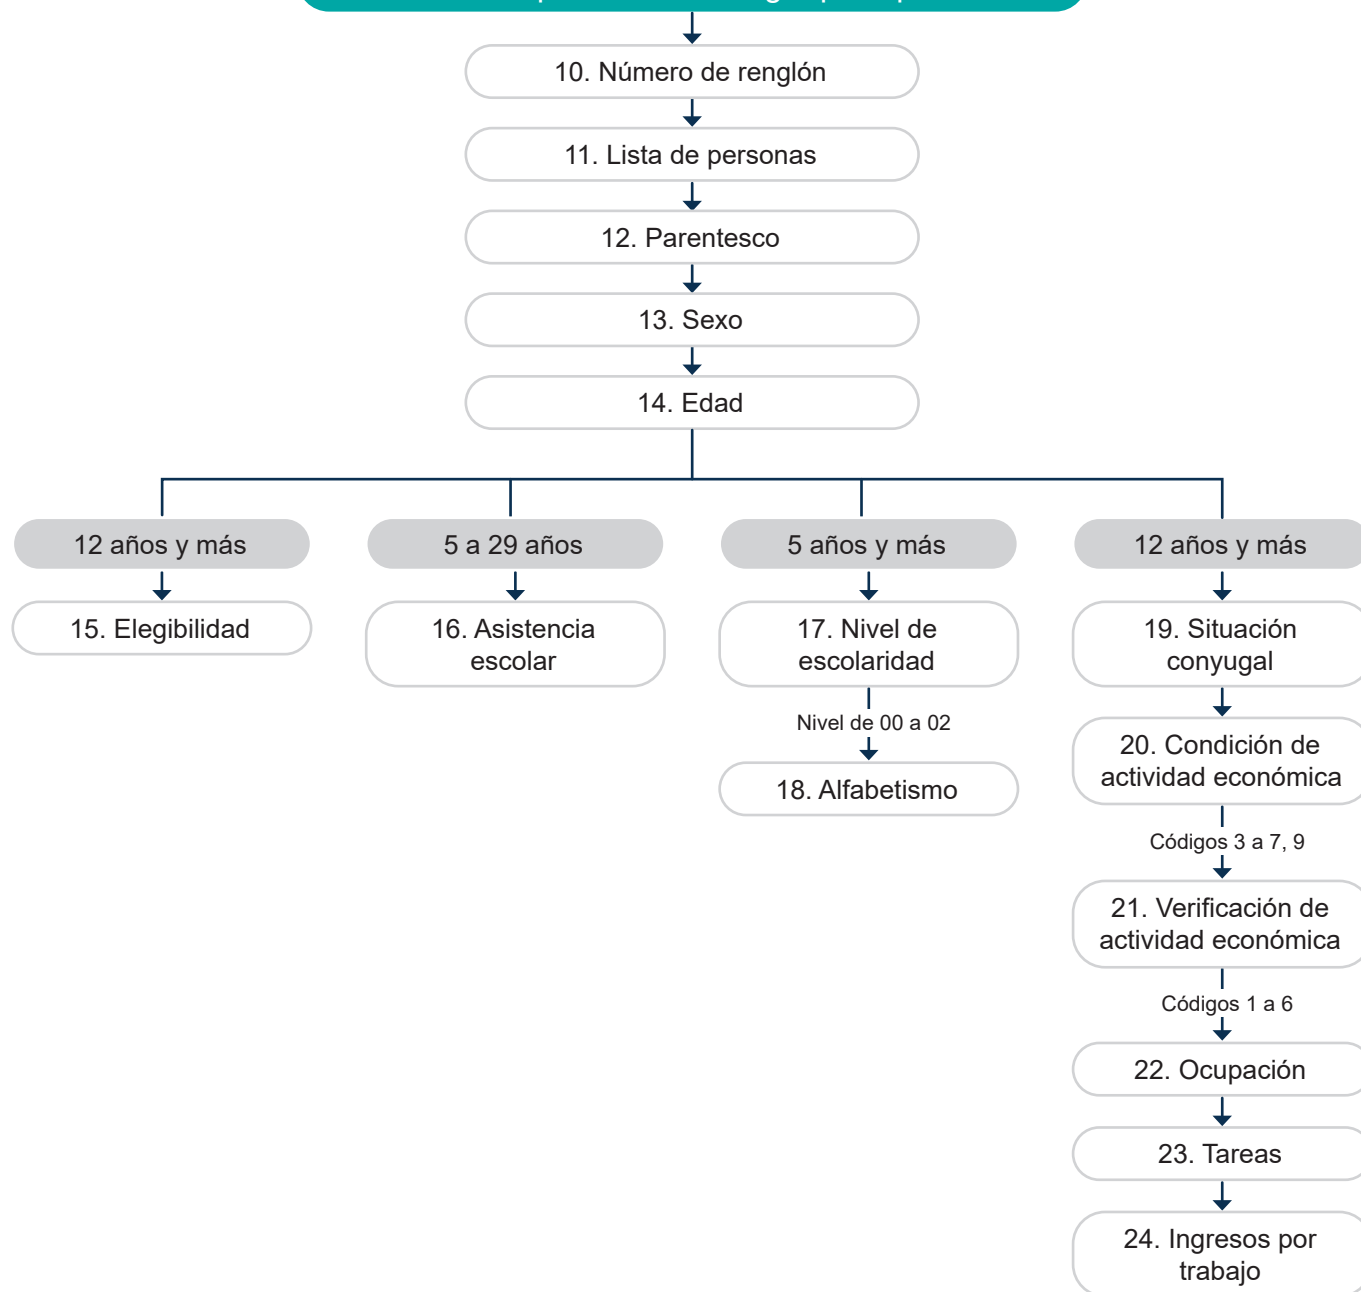 10. Número de renglón
11. Lista de personas
12. Parentesco
13. Sexo
14. Edad
12 años y más
5 a 29 años
5 años y más
12 años y más
15. Elegibilidad
16. Asistencia
escolar
17. Nivel de
escolaridad
19. Situación
conyugal
Nivel de 00 a 02
18. Alfabetismo
20. Condición de
actividad económica
Códigos 3 a 7, 9
21. Verificación de
actividad económica
Códigos 1 a 6
22. Ocupación
23. Tareas
24. Ingresos por
trabajo